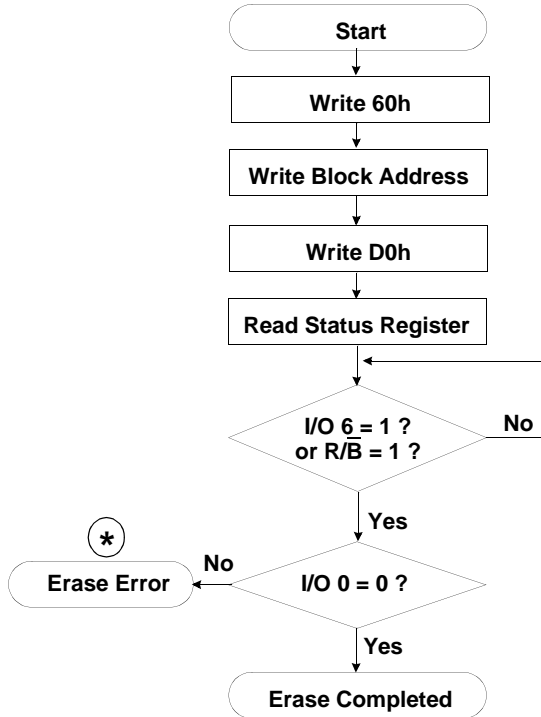 Start
Write 60h
Write Block Address
Write D0h
Read Status Register
I/O 6 = 1 ?
or R/B̅ = 1 ?
No
Yes
*
No
Erase Error
I/O 0 = 0 ?
Yes
Erase Completed